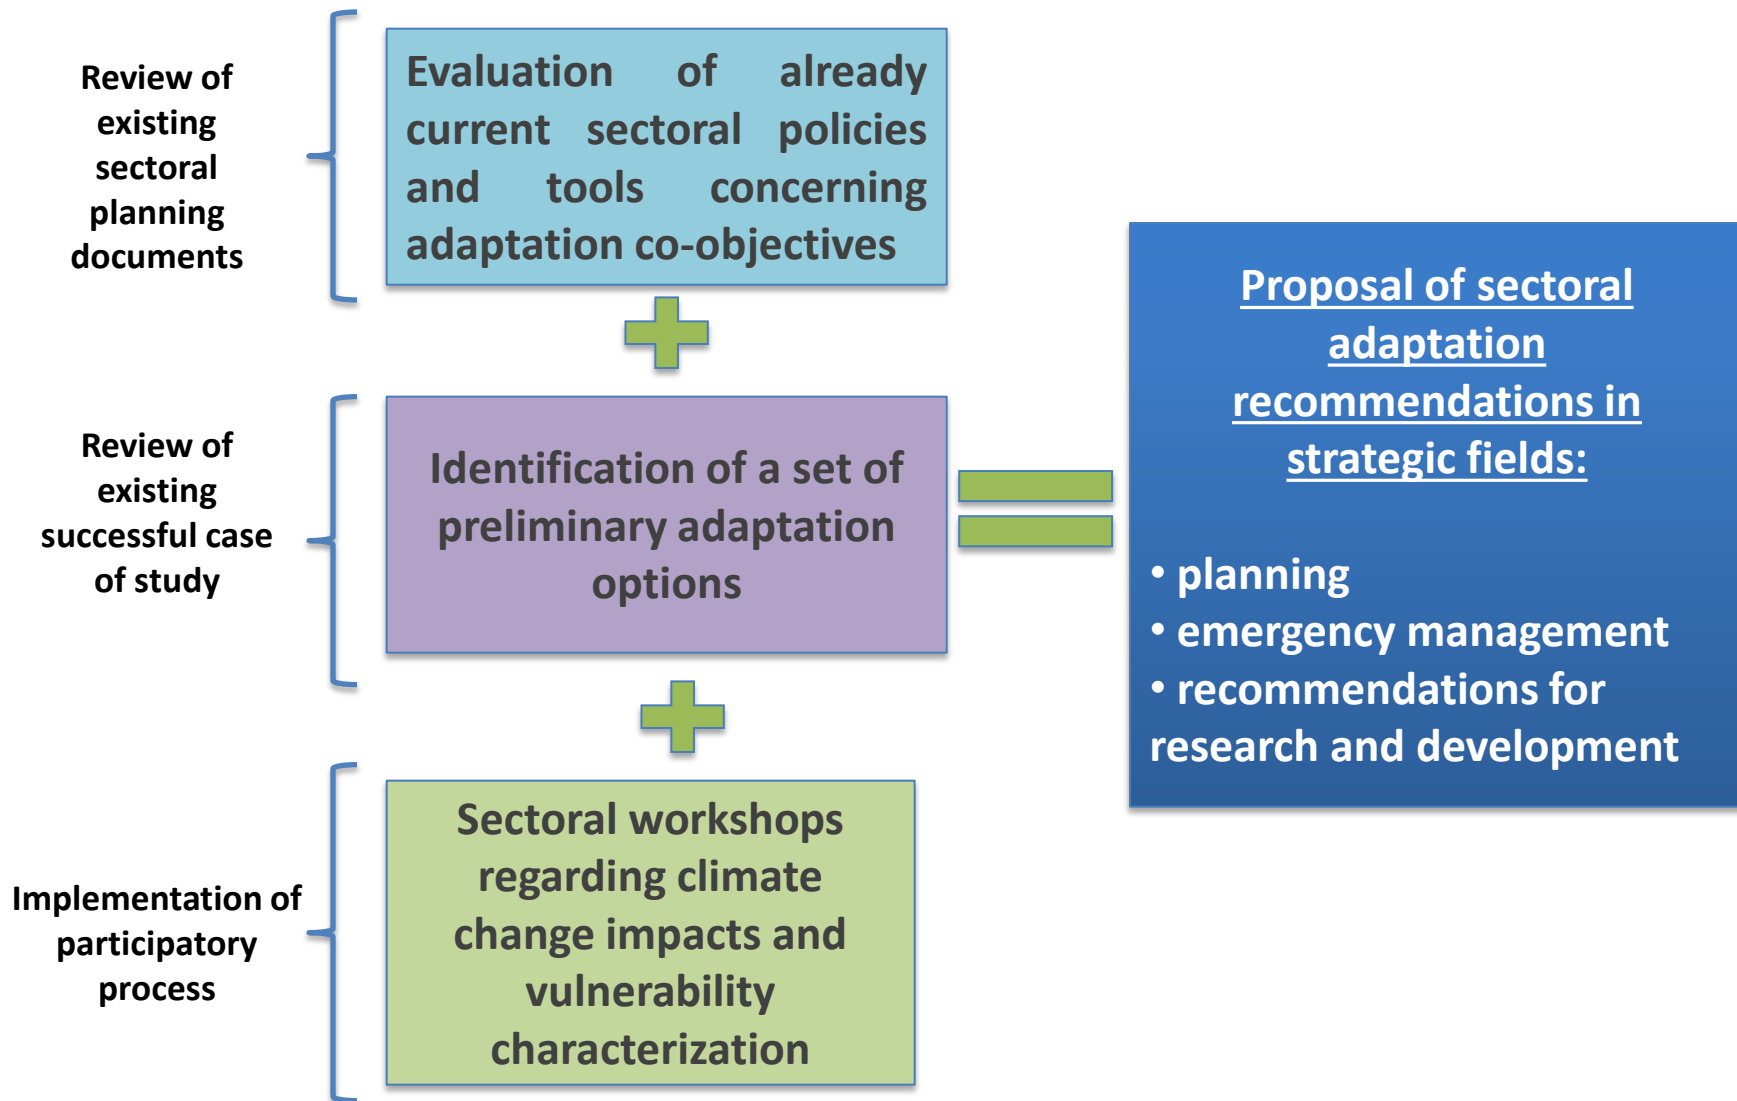 Review of
existing
sectoral
planning
documents
Evaluation of already
current sectoral policies
and tools concerning
adaptation co-objectives
Review of
existing
successful case
of study
Identification of a set of
preliminary adaptation
options
Implementation of
participatory
process
Sectoral workshops
regarding climate
change impacts and
vulnerability
characterization
Proposal of sectoral
adaptation
recommendations in
strategic fields:
• planning
• emergency management
• recommendations for
research and development